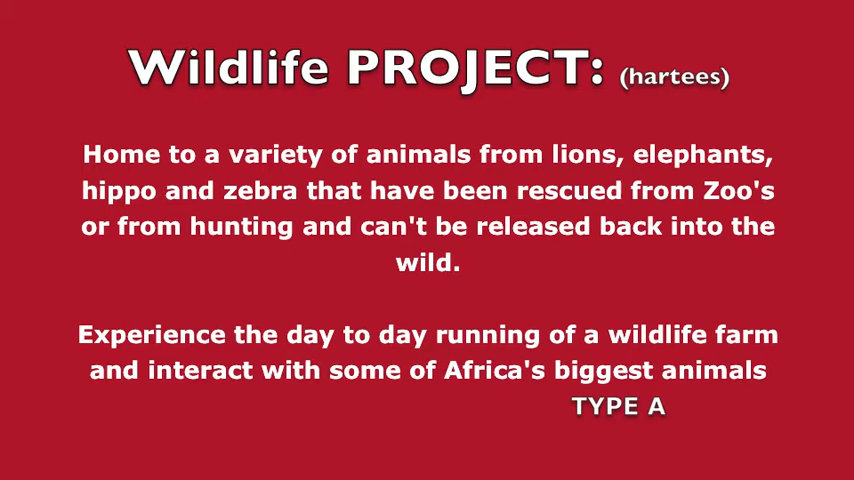 Wildlife PROJECT: (hartees)
Home to a variety of animals from lions, elephants,
hippo and zebra that have been rescued from Zoo's
or from hunting and can't be released back into the
wild.
Experience the day to day running of a wildlife farm
and interact with some of Africa's biggest animals
TYPE A